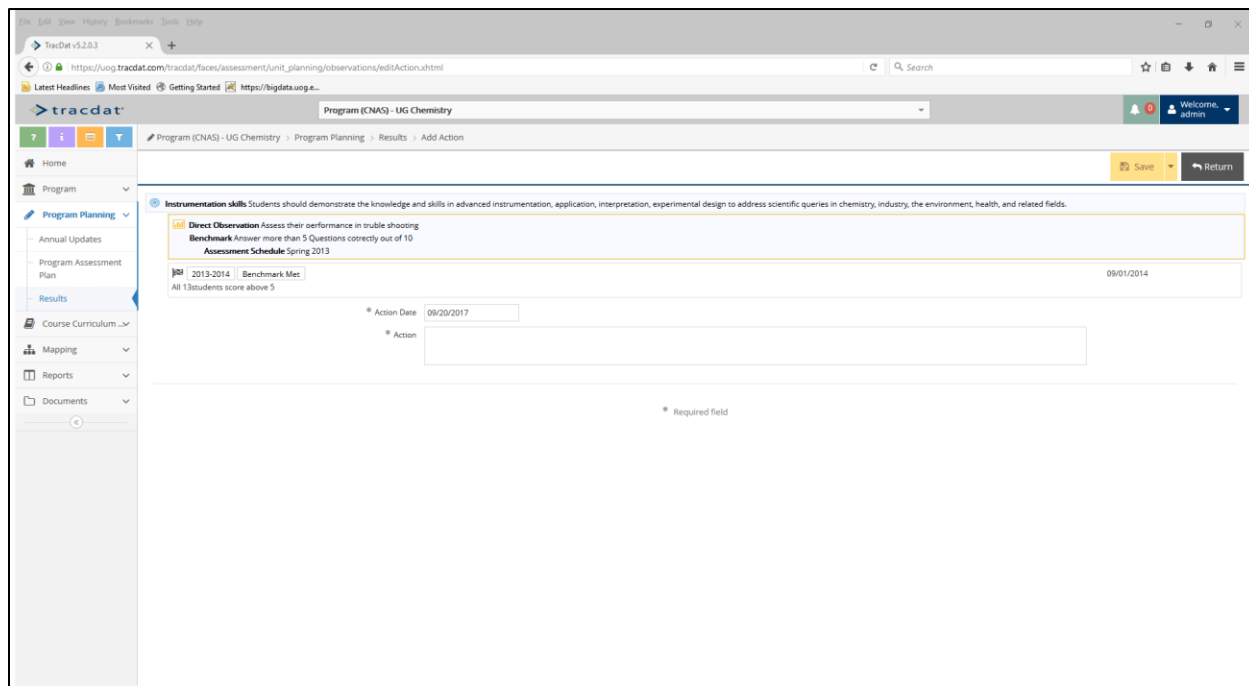 File Edit View History Bookmarks Tools Help
TracDat v5.2.0.3
https://uog.tracdat.com/tracdat/faces/assessment/unit_planning/observations/editAction.xhtml
Search
Latest Headlines Most Visited Getting Started https://bigdata.uog.e...
tracdat
Program (CNAS) - UG Chemistry
0
Welcome, admin
? i
Program (CNAS) - UG Chemistry > Program Planning > Results > Add Action
Home
Save
Return
Program
Program Planning
Annual Updates
Program Assessment
Plan
Results
Course Curriculum ...
Mapping
Reports
Documents
Instrumentation skills Students should demonstrate the knowledge and skills in advanced instrumentation, application, interpretation, experimental design to address scientific queries in chemistry, industry, the environment, health, and related fields.
Direct Observation Assess their oerformance in truble shooting
Benchmark Answer more than 5 Questions cotrectly out of 10
Assessment Schedule Spring 2013
2013-2014 Benchmark Met 09/01/2014
All 13students score above 5
* Action Date 09/20/2017
* Action
* Required field